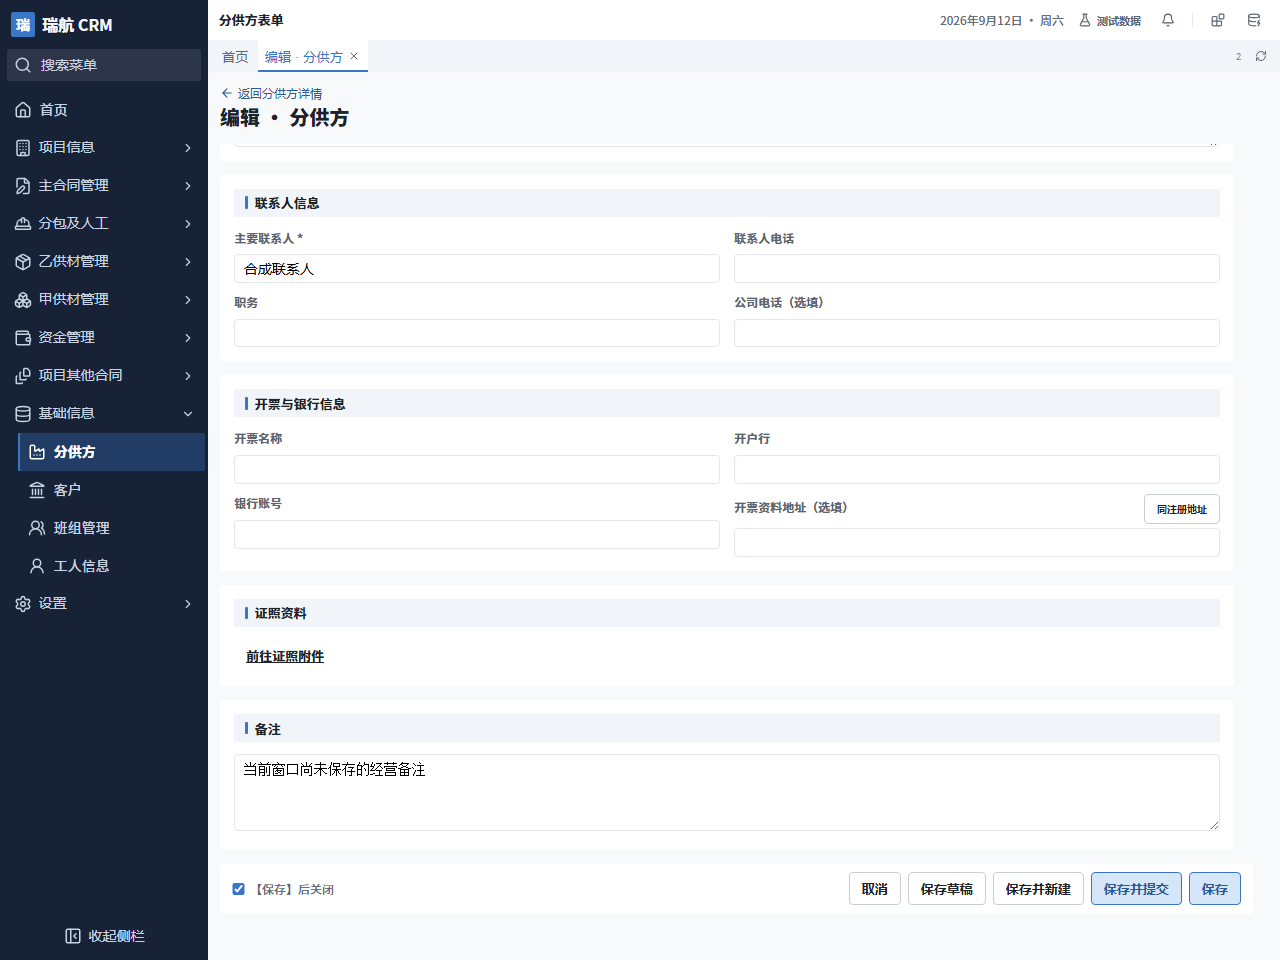 瑞 瑞航 CRM
搜索菜单
首页
项目信息
主合同管理
分包及人工
乙供材管理
甲供材管理
资金管理
项目其他合同
基础信息
分供方
客户
班组管理
工人信息
设置
收起侧栏
分供方表单
2026年9月12日 • 周六 测试数据
首页 编辑 · 分供方
2
返回分供方详情
编辑 • 分供方
联系人信息
主要联系人 * 联系人电话
合成联系人
职务 公司电话（选填）
开票与银行信息
开票名称 开户行
银行账号 开票资料地址（选填） 同注册地址
证照资料
前往证照附件
备注
当前窗口尚未保存的经营备注
【保存】后关闭 取消 保存草稿 保存并新建 保存并提交 保存